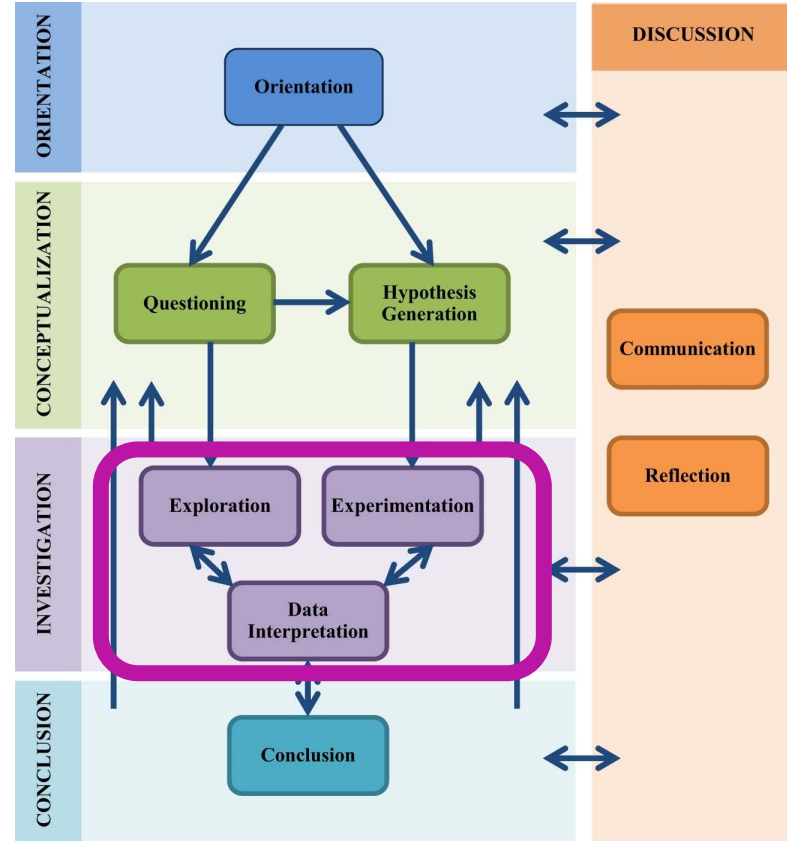 ORIENTATION
Orientation
CONCEPTUALIZATION
Questioning
Hypothesis
Generation
INVESTIGATION
Exploration
Experimentation
Data
Interpretation
CONCLUSION
Conclusion
DISCUSSION
Communication
Reflection